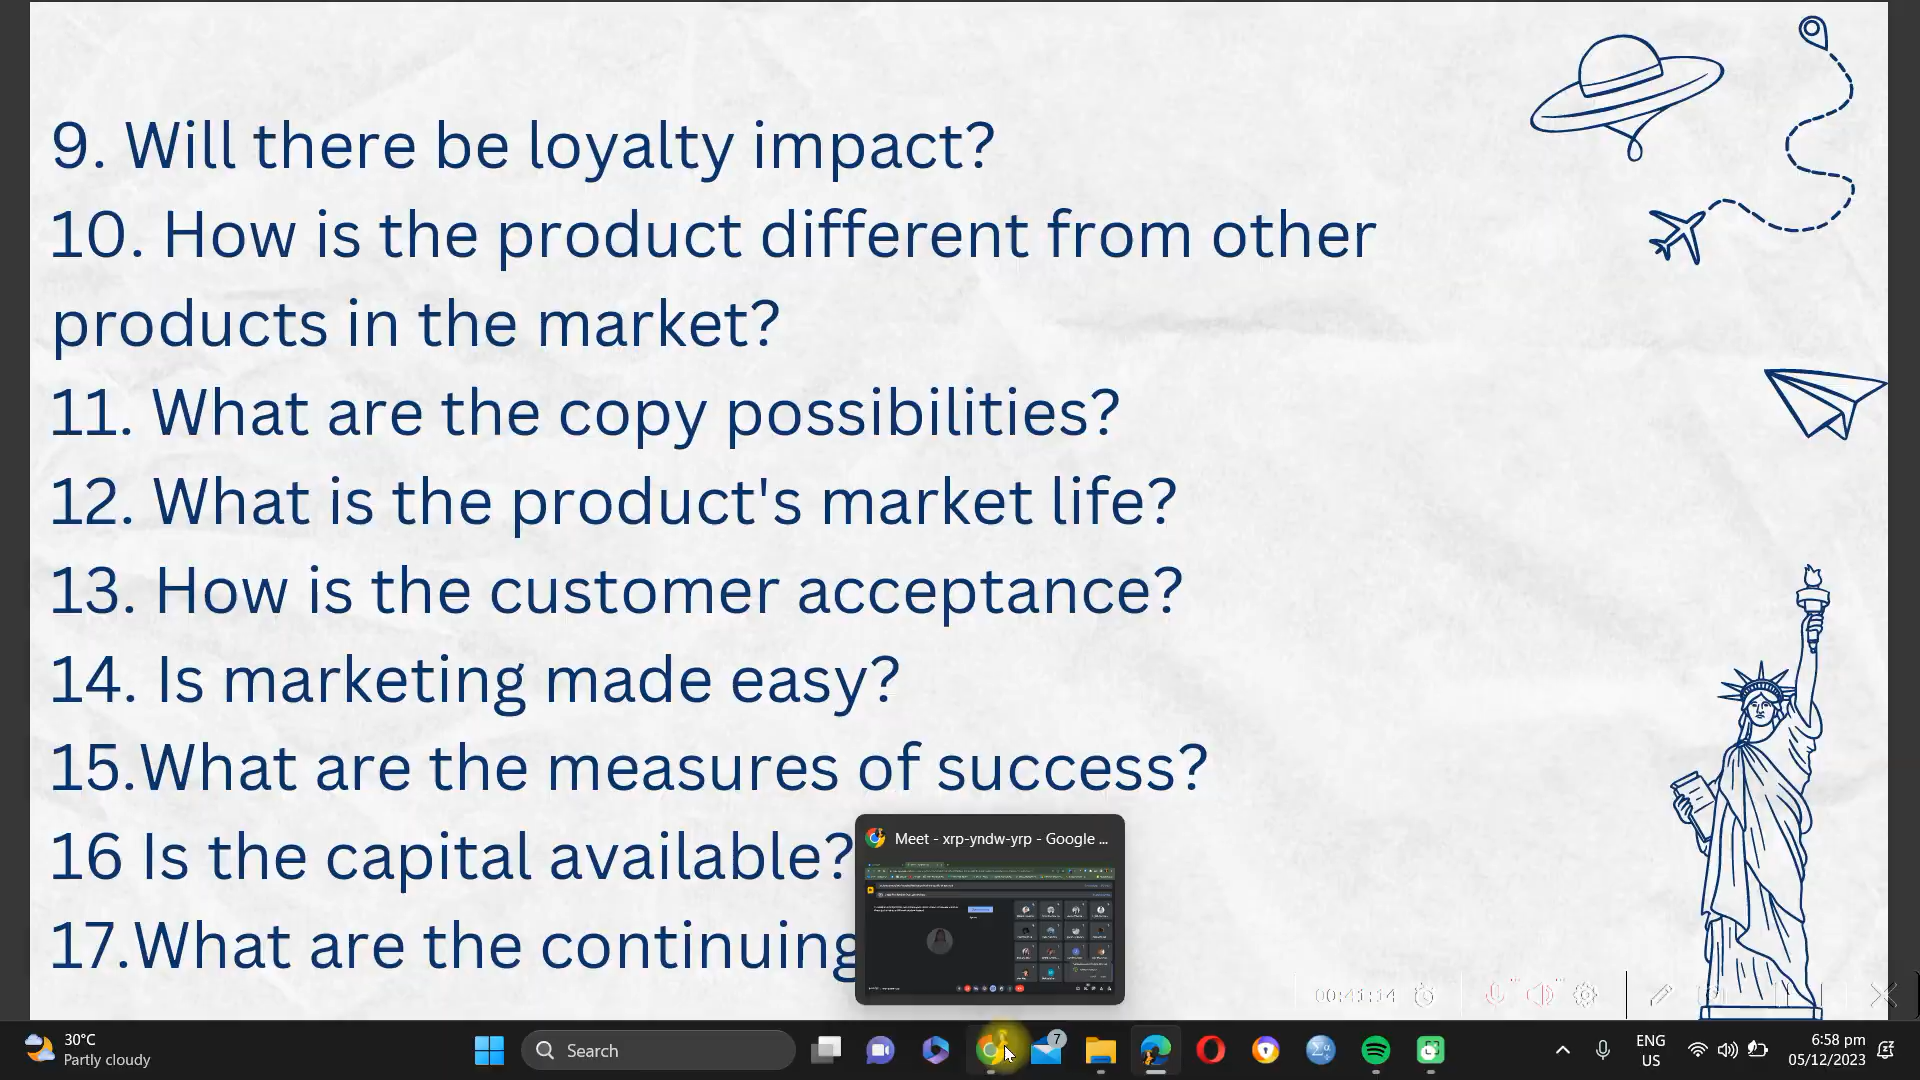 9. Will there be loyalty impact?
10. How is the product different from other
products in the market?
11. What are the copy possibilities?
12. What is the product's market life?
13. How is the customer acceptance?
14. Is marketing made easy?
15.What are the measures of success?
16 Is the capital available?
17.What are the continuing
Meet - xrp-yndw-yrp - Google ...
00:41:14
30°C
Partly cloudy
Search
7
ENG
US
6:58 pm
05/12/2023